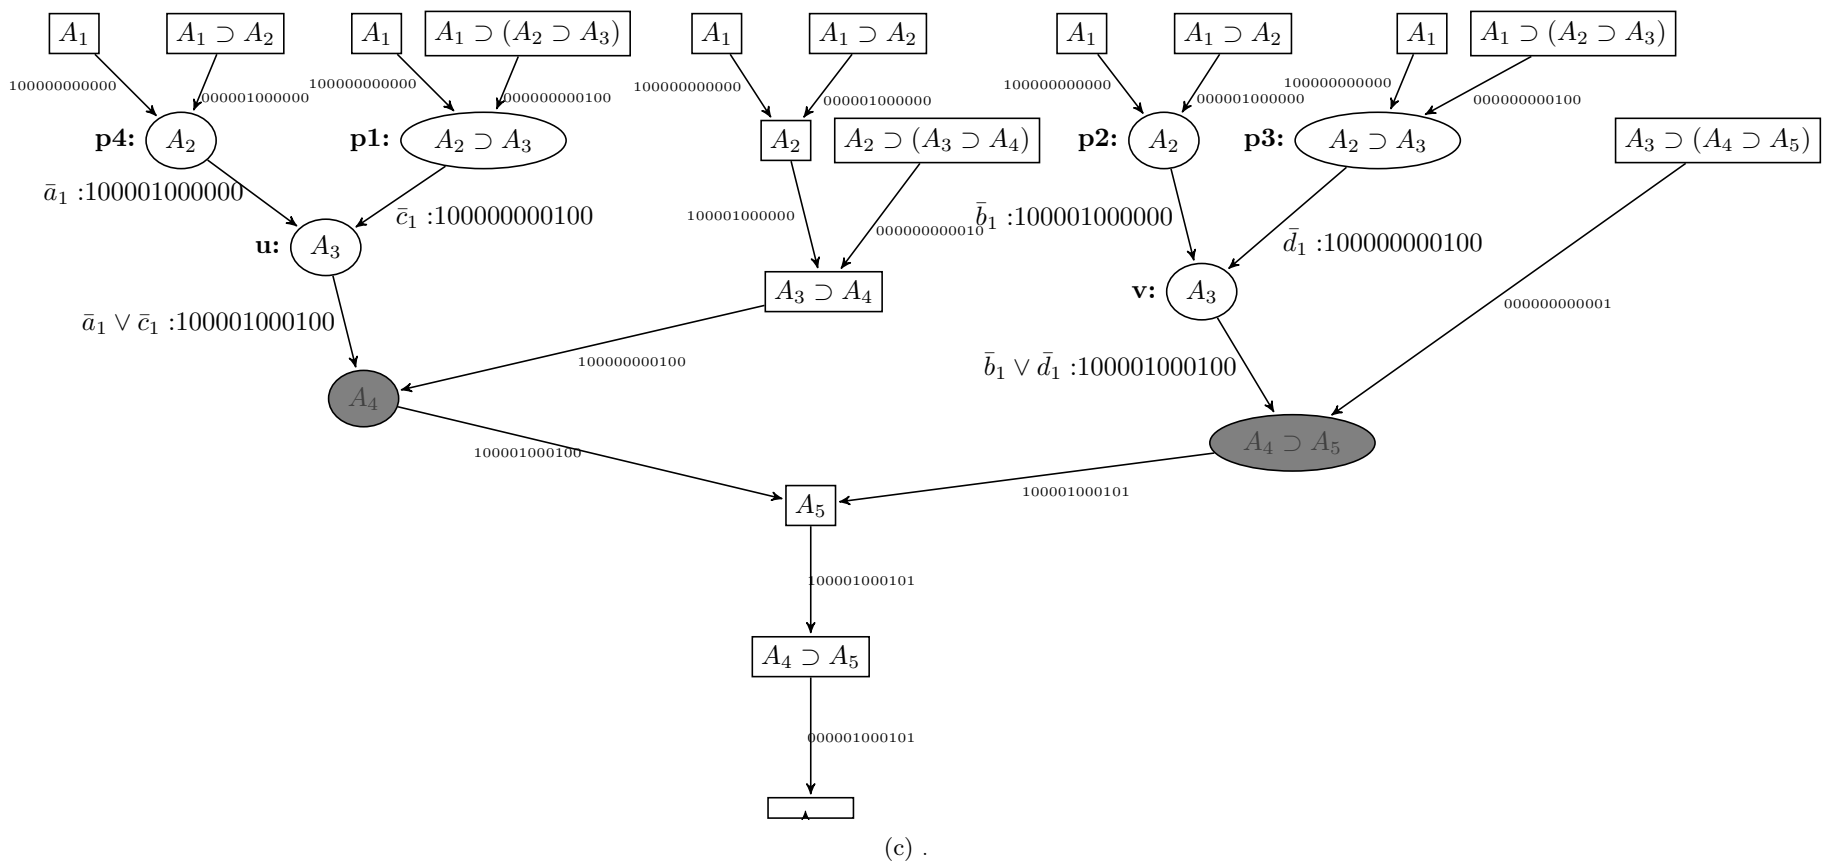 A₁ A₁ ⊃ A₂ A₁ A₁ ⊃ (A₂ ⊃ A₃) A₁ A₁ ⊃ A₂ A₁ A₁ ⊃ A₂ A₁ A₁ ⊃ (A₂ ⊃ A₃)
100000000000 000001000000 100000000000 000000000100 100000000000 000001000000 100000000000 000001000000 100000000000 000000000100
p4: A₂ p1: A₂ ⊃ A₃ A₂ A₂ ⊃ (A₃ ⊃ A₄) p2: A₂ p3: A₂ ⊃ A₃ A₃ ⊃ (A₄ ⊃ A₅)
ā₁ :100001000000 c̄₁ :100000000100 100001000000 000000000010 b̄₁ :100001000000 d̄₁ :100000000100
u: A₃ A₃ ⊃ A₄ v: A₃ 000000000001
ā₁ ∨ c̄₁ :100001000100 100000000100 b̄₁ ∨ d̄₁ :100001000100
A₄ A₄ ⊃ A₅
100001000100 100001000101
A₅
100001000101
A₄ ⊃ A₅
000001000101
(c) .